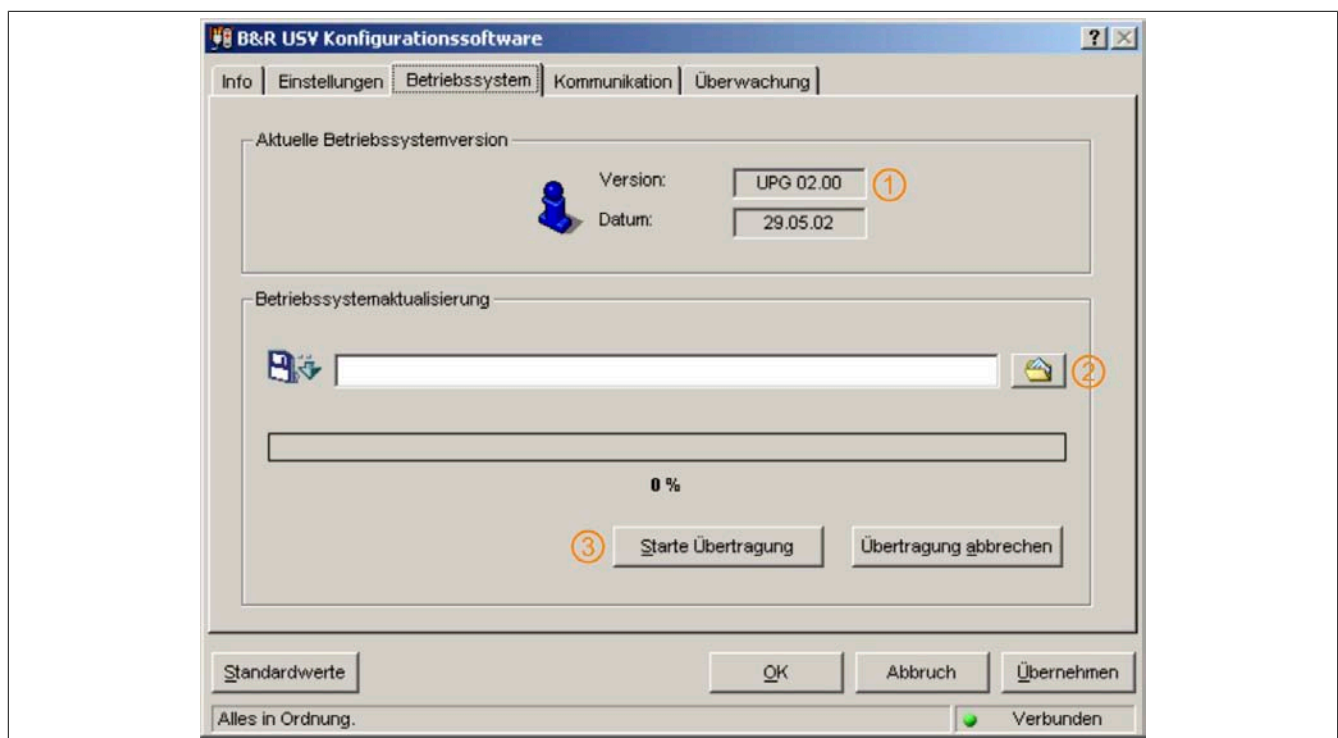 B&R USV Konfigurationssoftware
Info Einstellungen Betriebssystem Kommunikation Überwachung
Aktuelle Betriebssystemversion
Version: UPG 02.00 1
Datum: 29.05.02
Betriebssystemaktualisierung
2
0 %
3 Starte Übertragung Übertragung abbrechen
Standardwerte OK Abbruch Übernehmen
Alles in Ordnung. Verbunden